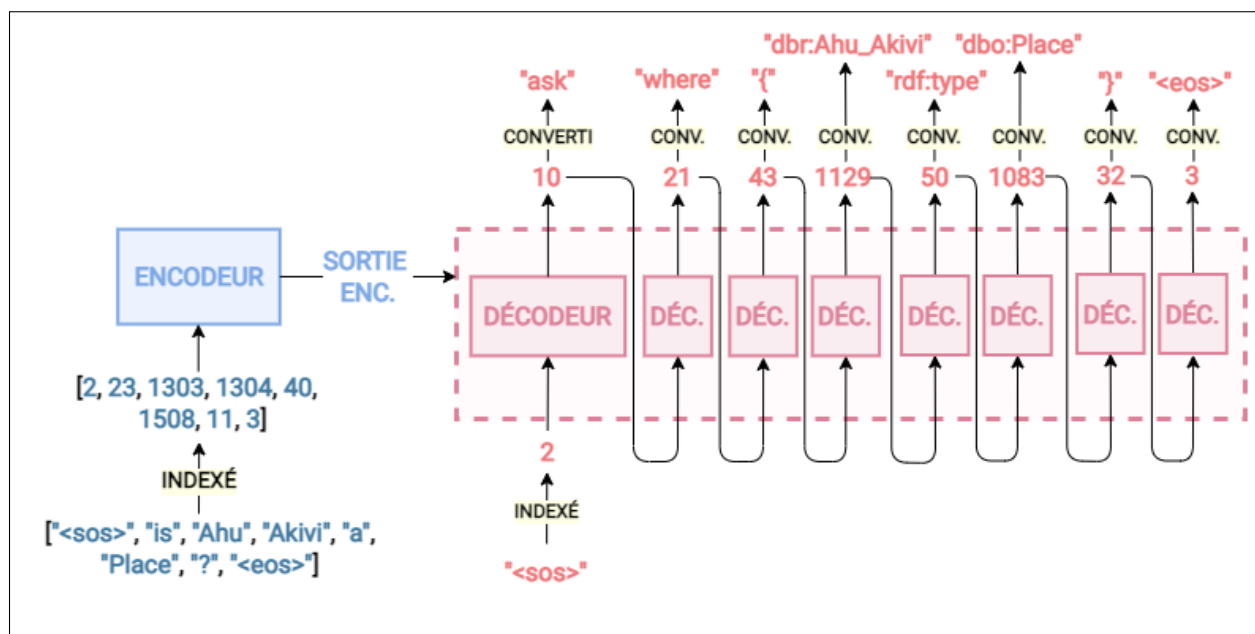 "dbr:Ahu_Akivi" "dbo:Place"
"ask" "where" "{" "rdf:type" "}" "<eos>"
CONVERTI CONV. CONV. CONV. CONV. CONV. CONV. CONV.
10 21 43 1129 50 1083 32 3
ENCODEUR
SORTIE
ENC.
DÉCODEUR DÉC. DÉC. DÉC. DÉC. DÉC. DÉC. DÉC.
[2, 23, 1303, 1304, 40,
1508, 11, 3]
2
INDEXÉ
INDEXÉ
["<sos>", "is", "Ahu", "Akivi", "a",
"Place", "?", "<eos>"]
"<sos>"